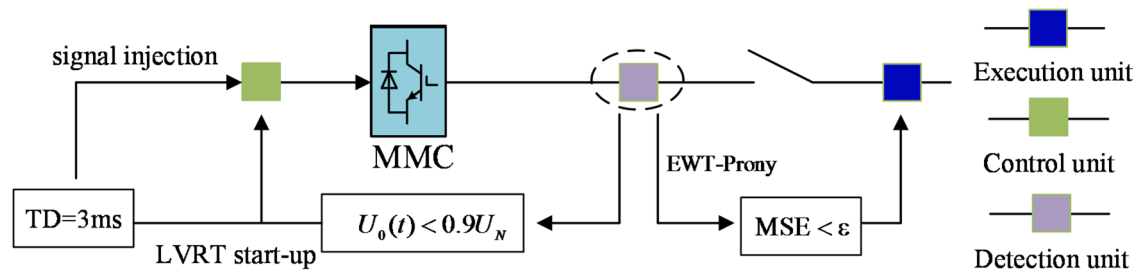 signal injection
MMC
EWT-Prony
TD=3ms
LVRT start-up
U₀(t)<0.9U_N
MSE<ε
Execution unit
Control unit
Detection unit